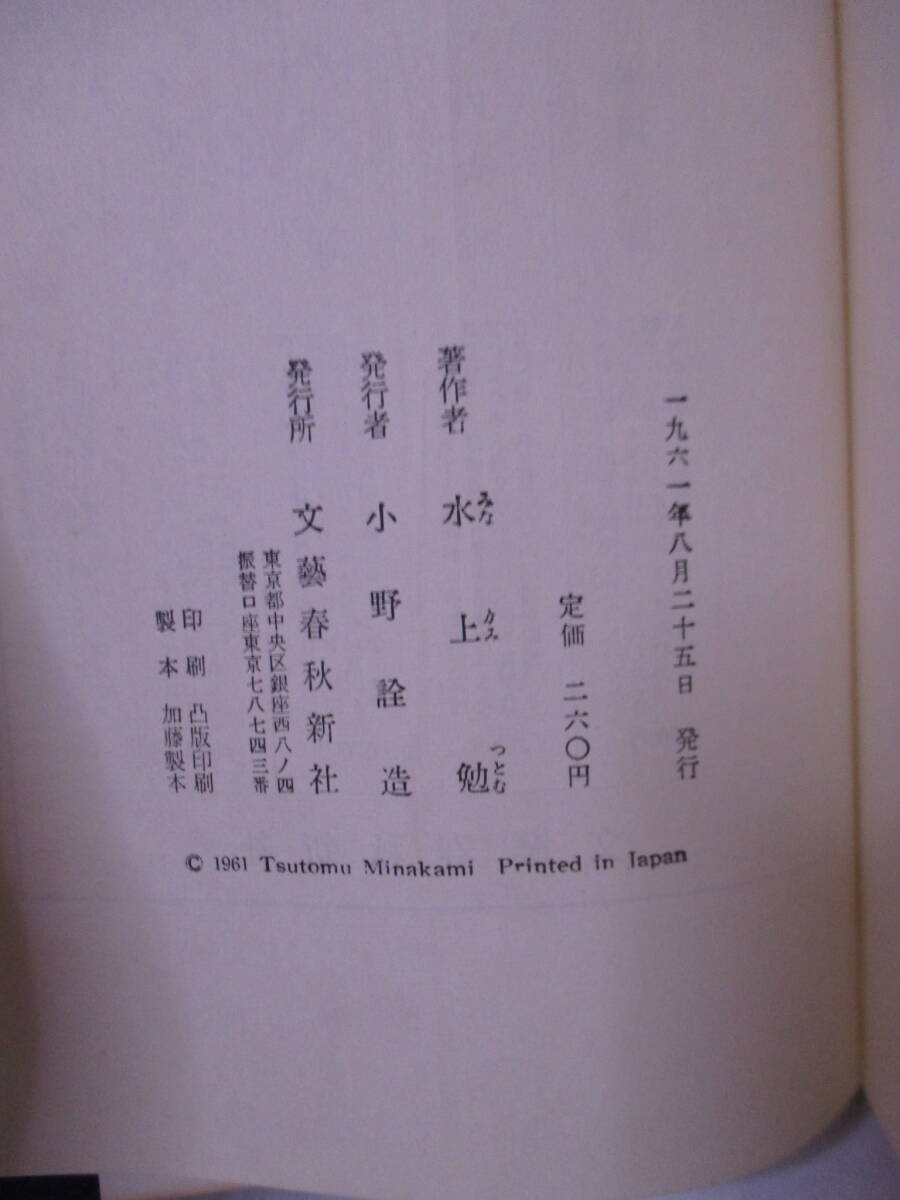 一九六一年八月二十五日 発行
定価 二六〇円
著作者 水上勉
みなかみつとむ
発行者 小野詮造
発行所 文藝春秋新社
東京都中央区銀座西八ノ四
振替口座東京七八七四三番
印刷 凸版印刷
製本 加藤製本
© 1961 Tsutomu Minakami Printed in Japan